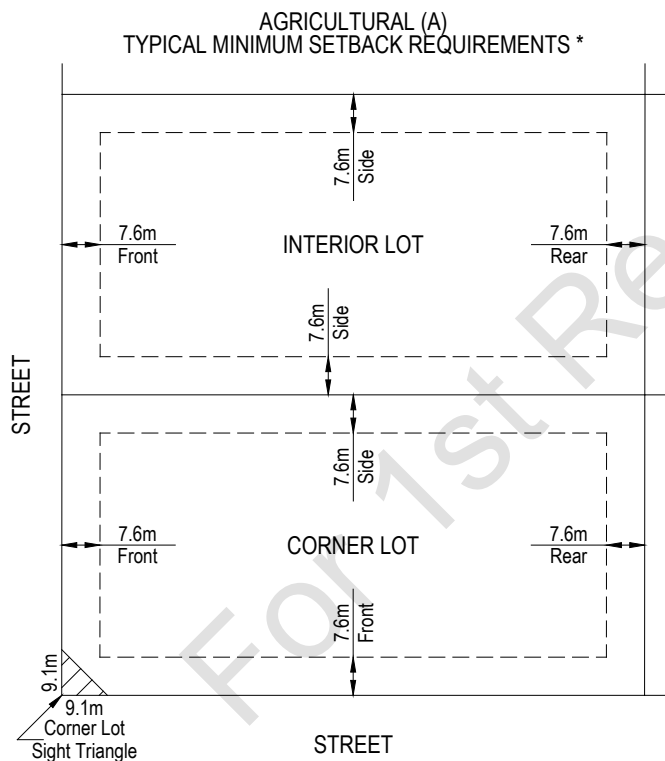 AGRICULTURAL (A)
TYPICAL MINIMUM SETBACK REQUIREMENTS *
7.6m
Side
7.6m
Front
INTERIOR LOT
7.6m
Rear
7.6m
Side
STREET
7.6m
Side
7.6m
Front
CORNER LOT
7.6m
Rear
7.6m
Front
9.1m
9.1m
Corner Lot
Sight Triangle
STREET
For 1st Re